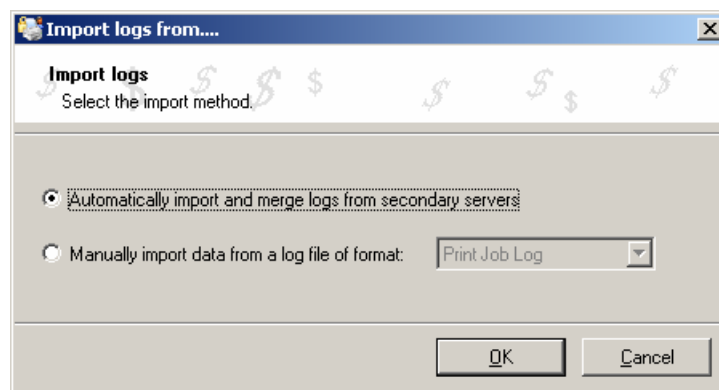 Import logs from....
Import logs
Select the import method.
Automatically import and merge logs from secondary servers
Manually import data from a log file of format: Print Job Log
OK Cancel